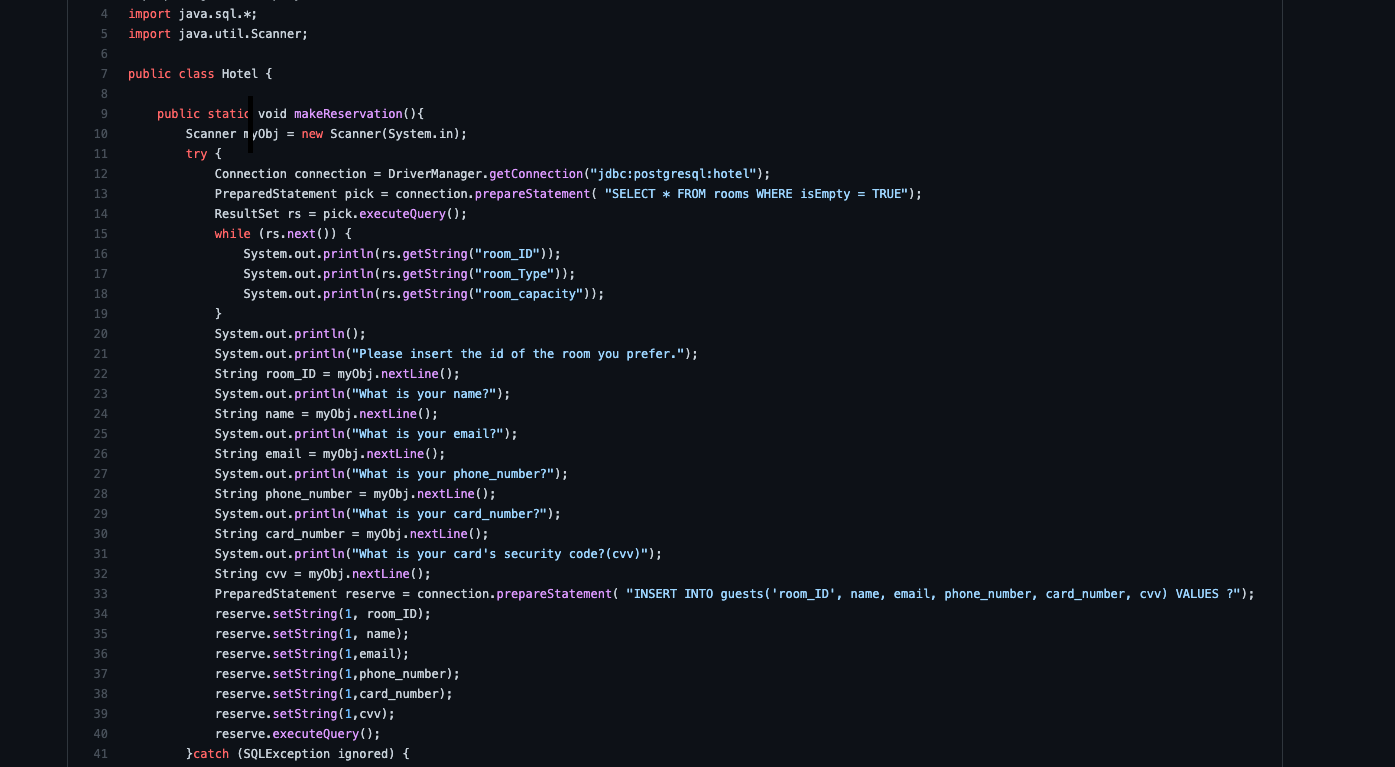 4 import java.sql.*;
5 import java.util.Scanner;
6
7 public class Hotel {
8
9 public static void makeReservation(){
10 Scanner myObj = new Scanner(System.in);
11 try {
12 Connection connection = DriverManager.getConnection("jdbc:postgresql:hotel");
13 PreparedStatement pick = connection.prepareStatement( "SELECT * FROM rooms WHERE isEmpty = TRUE");
14 ResultSet rs = pick.executeQuery();
15 while (rs.next()) {
16 System.out.println(rs.getString("room_ID"));
17 System.out.println(rs.getString("room_Type"));
18 System.out.println(rs.getString("room_capacity"));
19 }
20 System.out.println();
21 System.out.println("Please insert the id of the room you prefer.");
22 String room_ID = myObj.nextLine();
23 System.out.println("What is your name?");
24 String name = myObj.nextLine();
25 System.out.println("What is your email?");
26 String email = myObj.nextLine();
27 System.out.println("What is your phone_number?");
28 String phone_number = myObj.nextLine();
29 System.out.println("What is your card_number?");
30 String card_number = myObj.nextLine();
31 System.out.println("What is your card's security code?(cvv)");
32 String cvv = myObj.nextLine();
33 PreparedStatement reserve = connection.prepareStatement( "INSERT INTO guests('room_ID', name, email, phone_number, card_number, cvv) VALUES ?");
34 reserve.setString(1, room_ID);
35 reserve.setString(1, name);
36 reserve.setString(1,email);
37 reserve.setString(1,phone_number);
38 reserve.setString(1,card_number);
39 reserve.setString(1,cvv);
40 reserve.executeQuery();
41 }catch (SQLException ignored) {